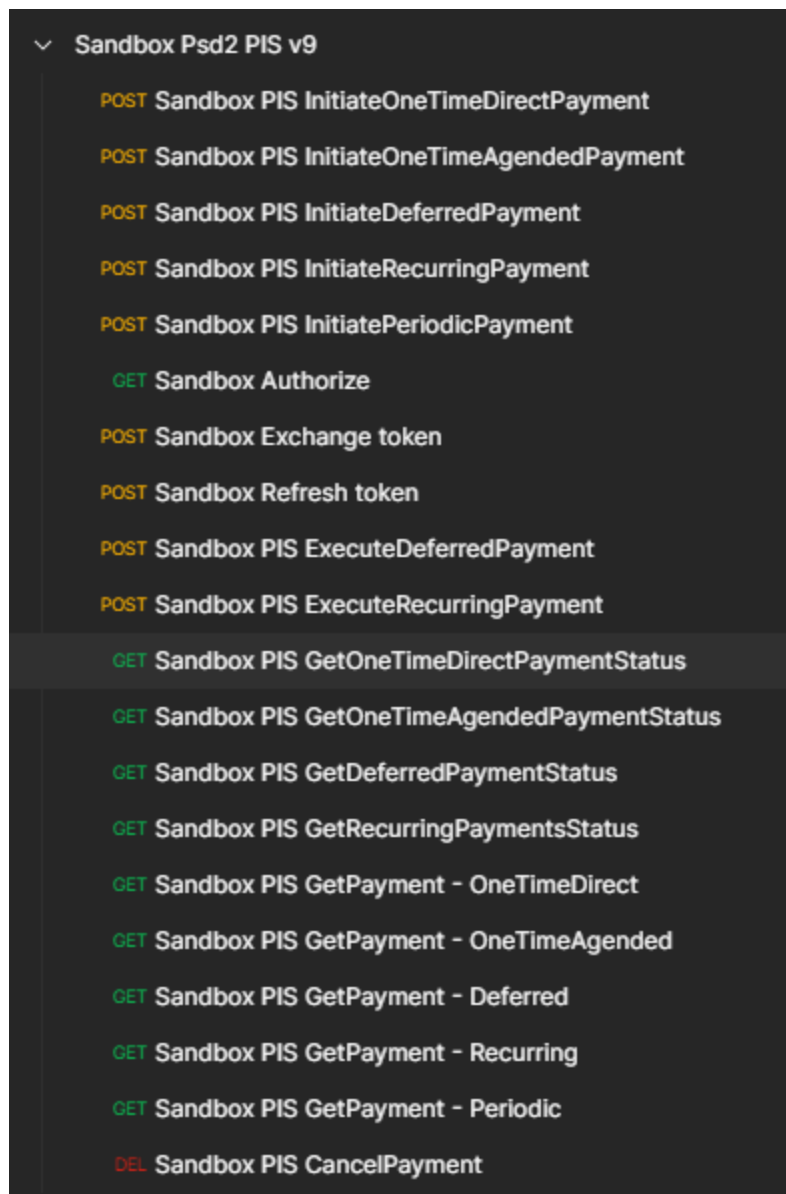 Sandbox Psd2 PIS v9
POST Sandbox PIS InitiateOneTimeDirectPayment
POST Sandbox PIS InitiateOneTimeAgendedPayment
POST Sandbox PIS InitiateDeferredPayment
POST Sandbox PIS InitiateRecurringPayment
POST Sandbox PIS InitiatePeriodicPayment
GET Sandbox Authorize
POST Sandbox Exchange token
POST Sandbox Refresh token
POST Sandbox PIS ExecuteDeferredPayment
POST Sandbox PIS ExecuteRecurringPayment
GET Sandbox PIS GetOneTimeDirectPaymentStatus
GET Sandbox PIS GetOneTimeAgendedPaymentStatus
GET Sandbox PIS GetDeferredPaymentStatus
GET Sandbox PIS GetRecurringPaymentsStatus
GET Sandbox PIS GetPayment - OneTimeDirect
GET Sandbox PIS GetPayment - OneTimeAgended
GET Sandbox PIS GetPayment - Deferred
GET Sandbox PIS GetPayment - Recurring
GET Sandbox PIS GetPayment - Periodic
DEL Sandbox PIS CancelPayment